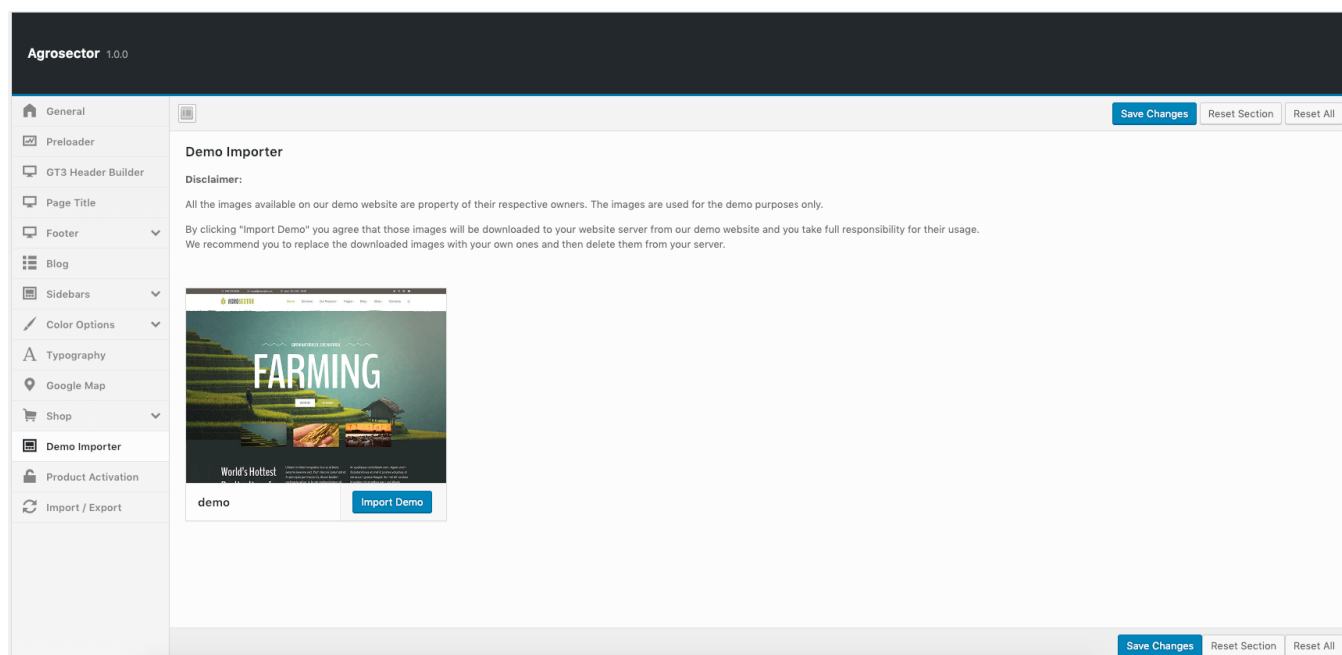 Agrosector 1.0.0
General
Preloader
GT3 Header Builder
Page Title
Footer
Blog
Sidebars
Color Options
Typography
Google Map
Shop
Demo Importer
Product Activation
Import / Export
Save Changes Reset Section Reset All
Demo Importer
Disclaimer:
All the images available on our demo website are property of their respective owners. The images are used for the demo purposes only.
By clicking "Import Demo" you agree that those images will be downloaded to your website server from our demo website and you take full responsibility for their usage.
We recommend you to replace the downloaded images with your own ones and then delete them from your server.
AGROSECTOR
FARMING
World's Hottest
demo Import Demo
Save Changes Reset Section Reset All